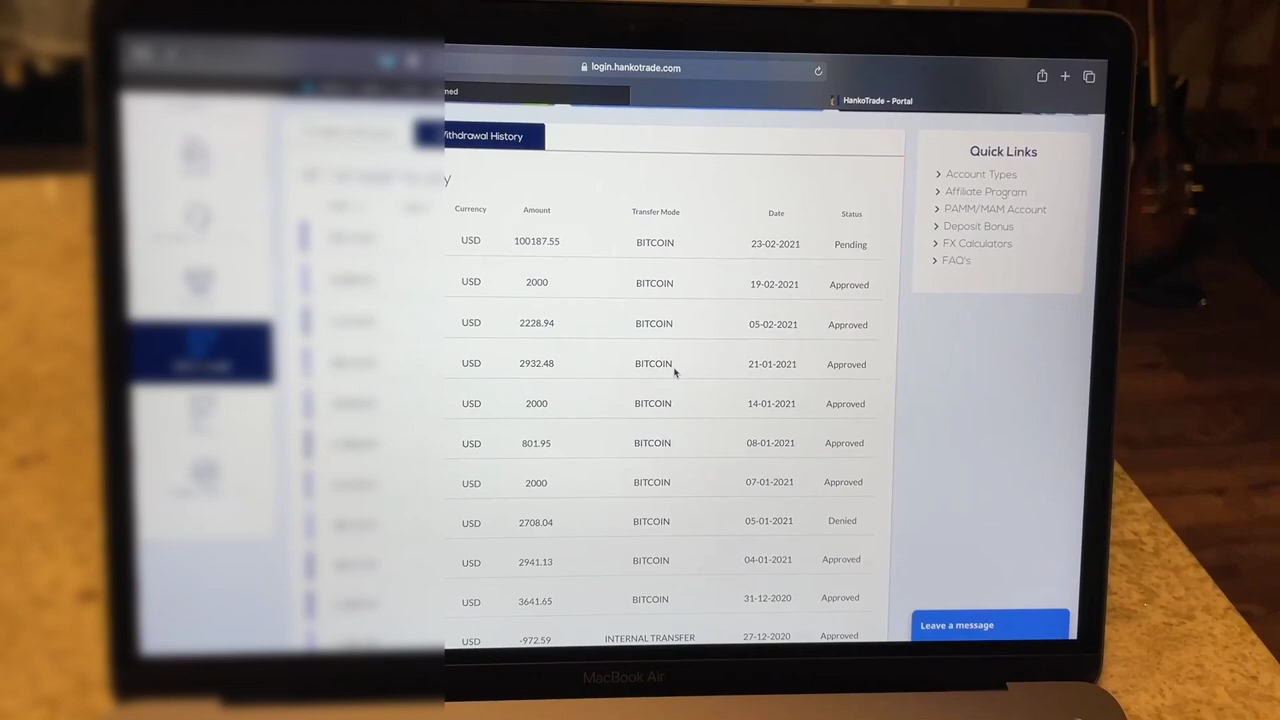 login.hankotrade.com
ned
HankoTrade - Portal
ithdrawal History
Quick Links
Account Types
Affiliate Program
PAMM/MAM Account
Deposit Bonus
FX Calculators
FAQ's
y
Currency Amount Transfer Mode Date Status
USD 100187.55 BITCOIN 23-02-2021 Pending
USD 2000 BITCOIN 19-02-2021 Approved
USD 2228.94 BITCOIN 05-02-2021 Approved
USD 2932.48 BITCOIN 21-01-2021 Approved
USD 2000 BITCOIN 14-01-2021 Approved
USD 801.95 BITCOIN 08-01-2021 Approved
USD 2000 BITCOIN 07-01-2021 Approved
USD 2708.04 BITCOIN 05-01-2021 Denied
USD 2941.13 BITCOIN 04-01-2021 Approved
USD 3641.65 BITCOIN 31-12-2020 Approved
USD -972.59 INTERNAL TRANSFER 27-12-2020 Approved
Leave a message
MacBook Air